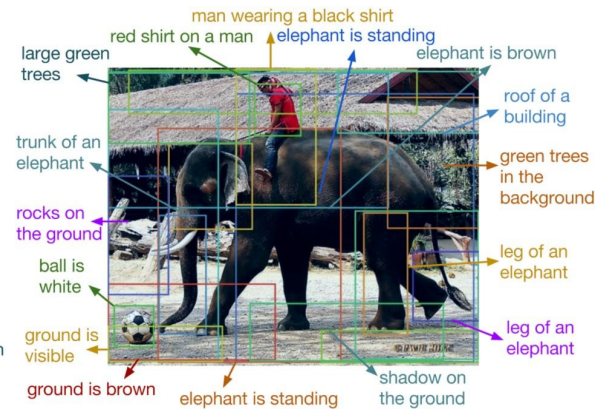 man wearing a black shirt
red shirt on a man
elephant is standing
large green
trees
elephant is brown
roof of a
building
trunk of an
elephant
green trees
in the
background
rocks on
the ground
leg of an
elephant
ball is
white
leg of an
elephant
ground is
visible
ground is brown
elephant is standing
shadow on
the ground